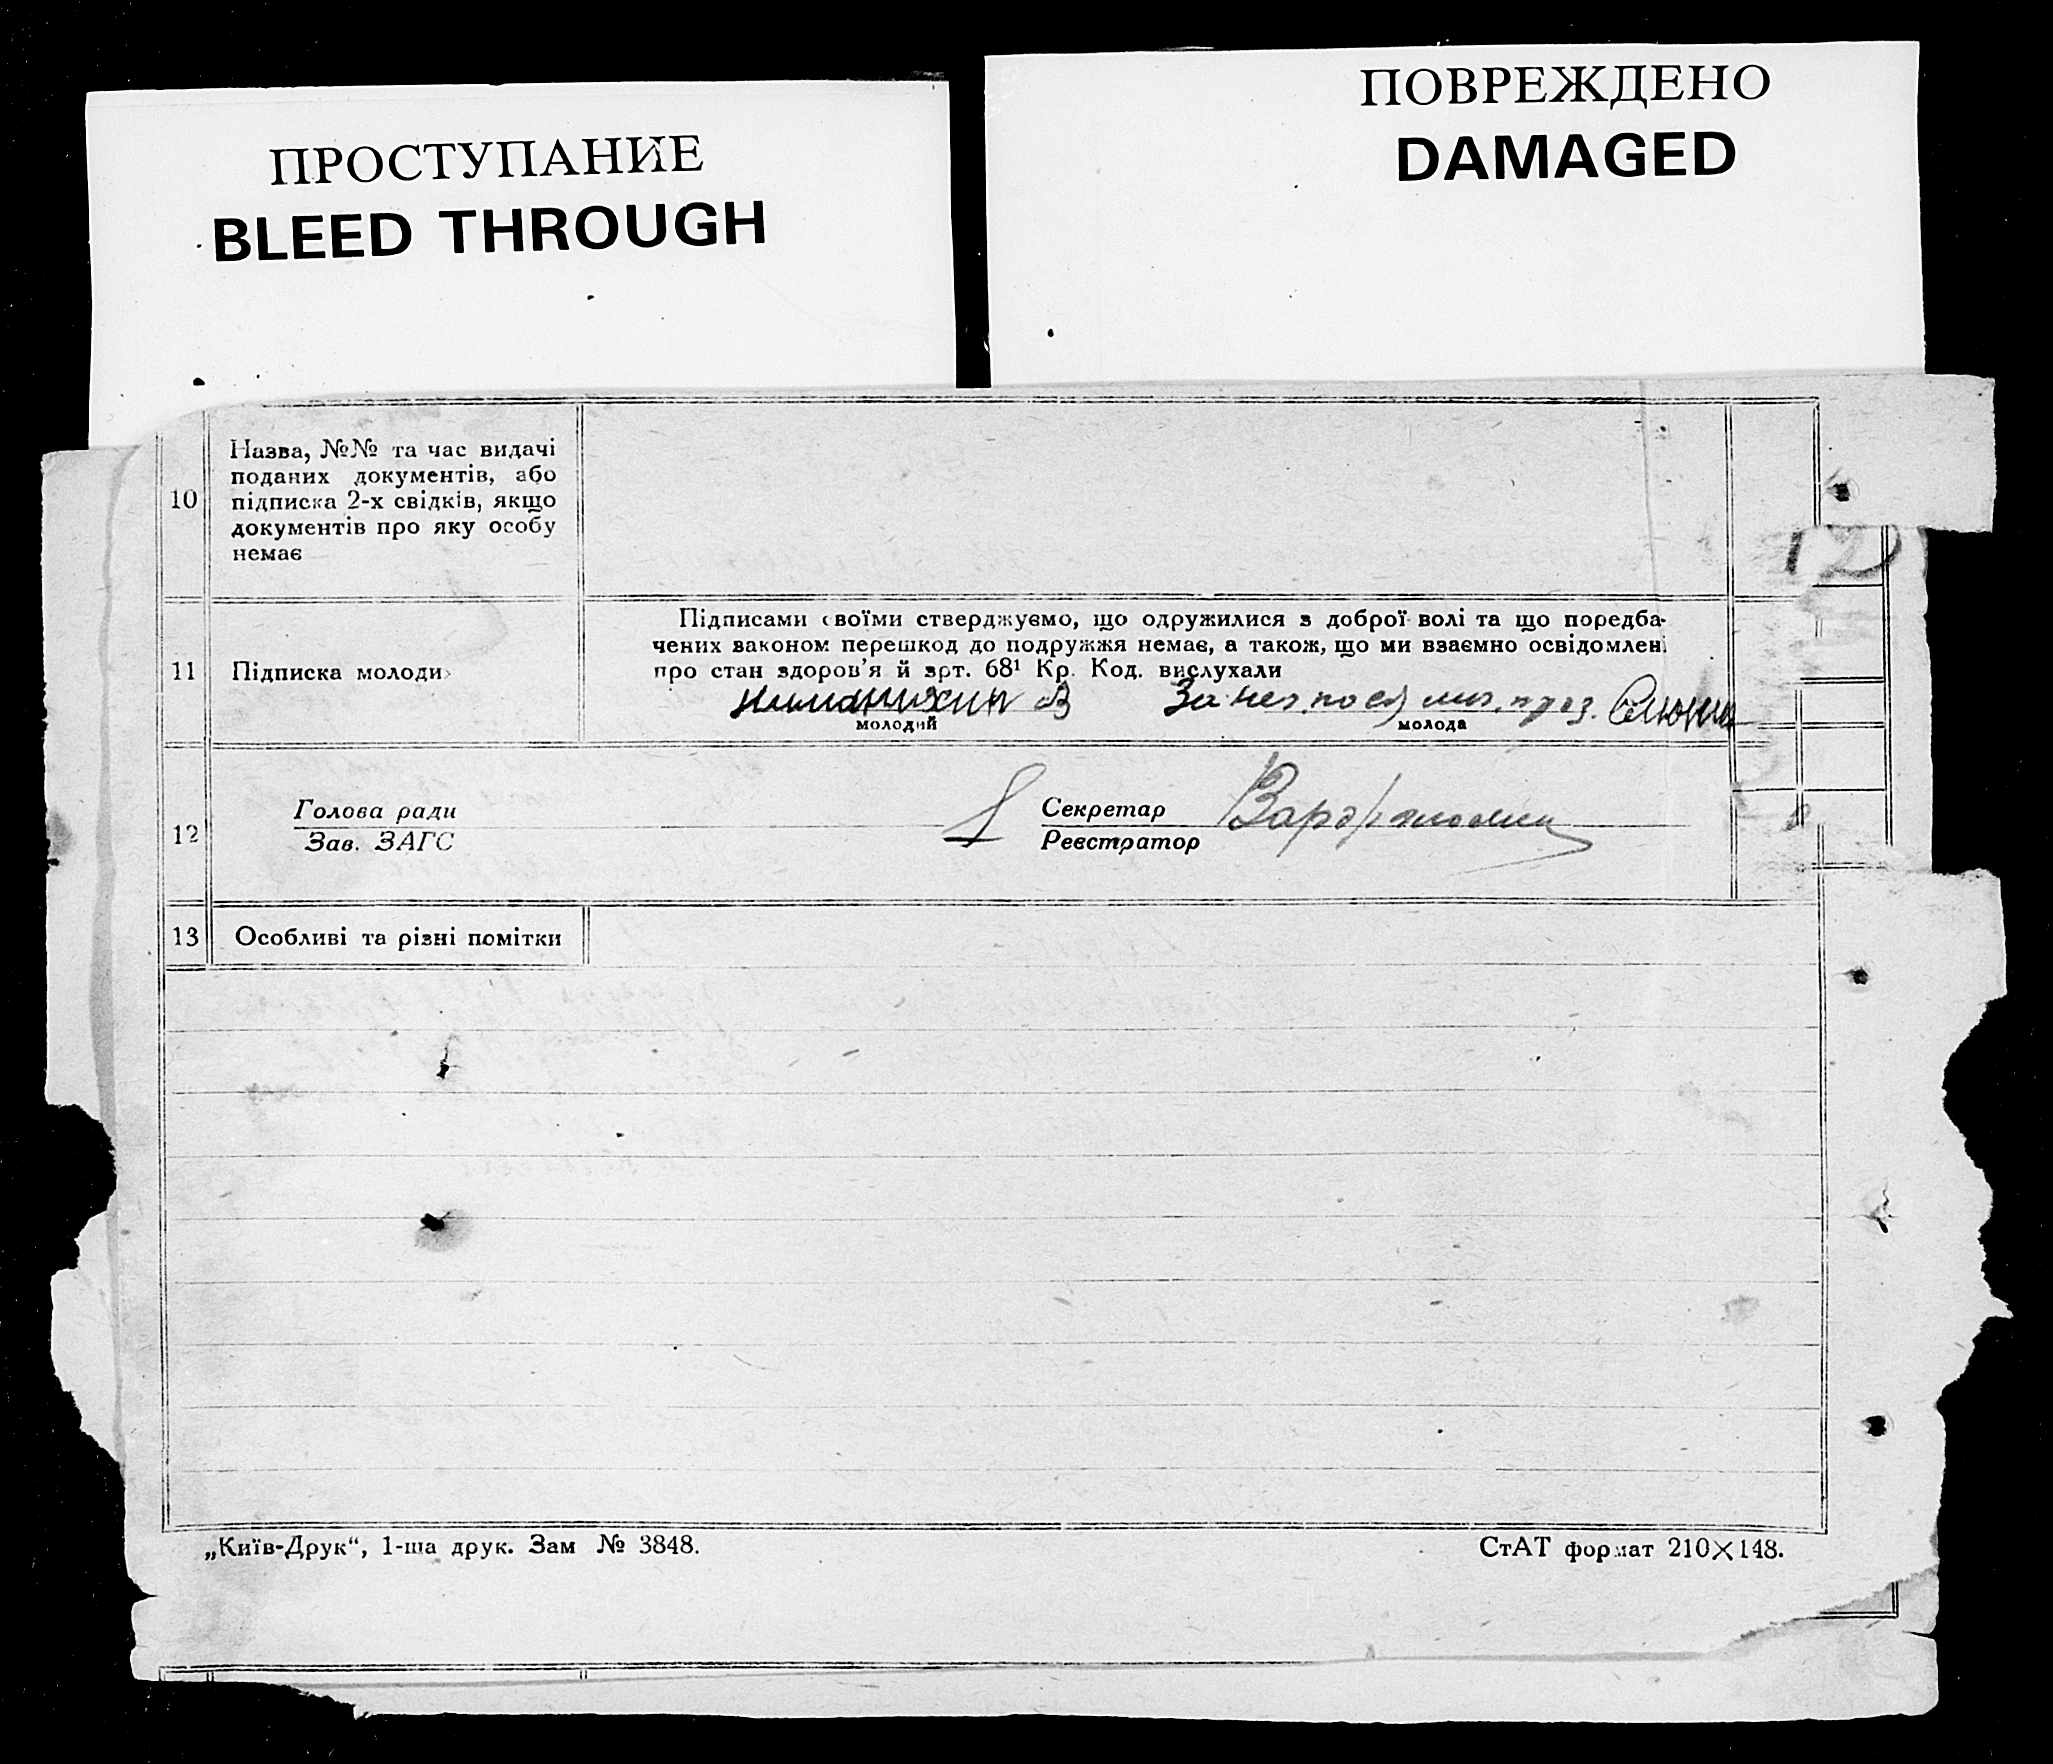 ПРОСТУПАНИЕ
BLEED THROUGH
ПОВРЕЖДЕНО
DAMAGED
10
Назва, №№ та час видачі
поданих документів, або
підписка 2-х свідків, якщо
документів про яку особу
немає
12
11
Підписка молоди
Підписами своїми стверджуємо, що одружилися з доброї волі та що передба-
чених законом перешкод до подружжя немає, а також, що ми взаємно освідомлені
про стан здоров'я й арт. 68¹ Кр. Код. вислухали
За
молодий
молода
12
Голова ради
Зав. ЗАГС
Секретар
Реєстратор
13
Особливі та різні помітки
„Київ-Друк“, 1-ша друк. Зам № 3848.
СтАТ формат 210×148.